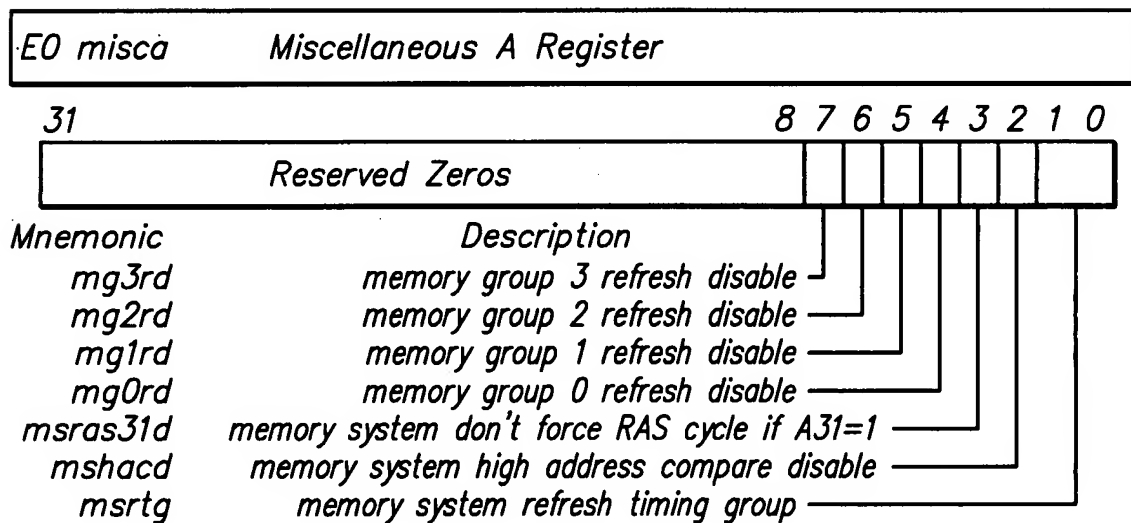 E0 misca Miscellaneous A Register
31 8 7 6 5 4 3 2 1 0
Reserved Zeros
Mnemonic Description
mg3rd memory group 3 refresh disable
mg2rd memory group 2 refresh disable
mg1rd memory group 1 refresh disable
mg0rd memory group 0 refresh disable
msras31d memory system don't force RAS cycle if A31=1
mshacd memory system high address compare disable
msrtg memory system refresh timing group